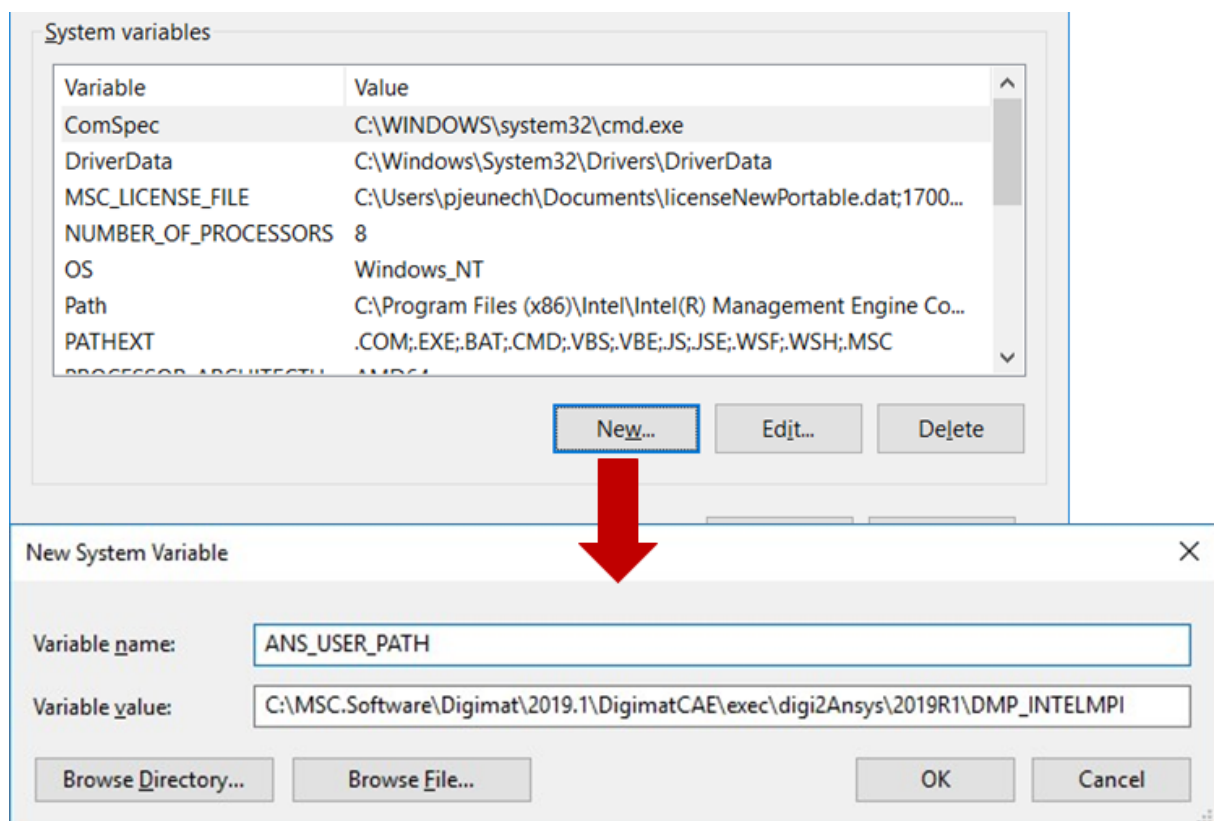 System variables
Variable Value
ComSpec C:\WINDOWS\system32\cmd.exe
DriverData C:\Windows\System32\Drivers\DriverData
MSC_LICENSE_FILE C:\Users\pjeunech\Documents\licenseNewPortable.dat;1700...
NUMBER_OF_PROCESSORS 8
OS Windows_NT
Path C:\Program Files (x86)\Intel\Intel(R) Management Engine Co...
PATHEXT .COM;.EXE;.BAT;.CMD;.VBS;.VBE;.JS;.JSE;.WSF;.WSH;.MSC
New... Edit... Delete
New System Variable
Variable name: ANS_USER_PATH
Variable value: C:\MSC.Software\Digimat\2019.1\DigimatCAE\exec\digi2Ansys\2019R1\DMP_INTELMPI
Browse Directory... Browse File... OK Cancel